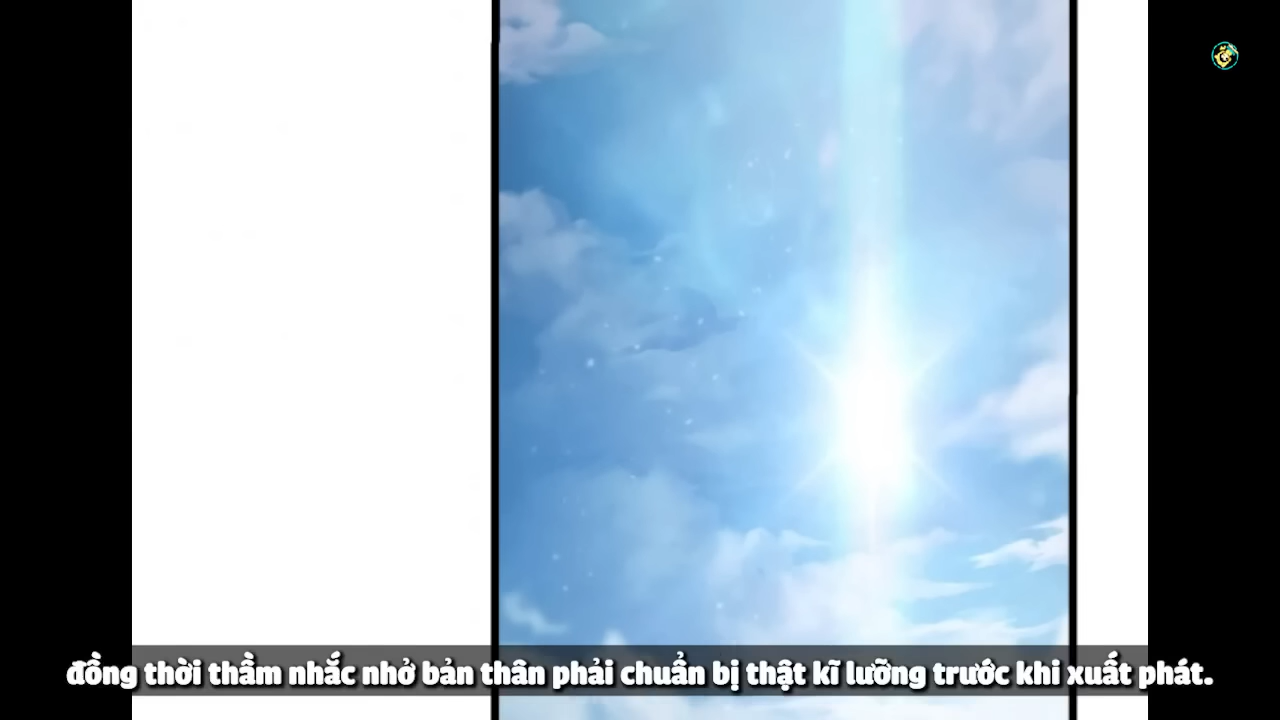 đồng thời thầm nhắc nhở bản thân phải chuẩn bị thật kĩ lưỡng trước khi xuất phát.